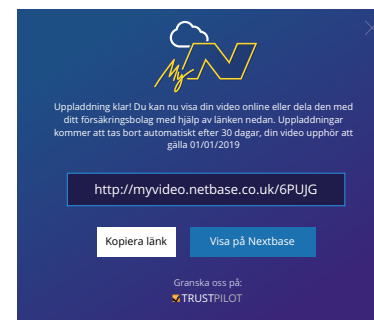 My N
Uppladdning klar! Du kan nu visa din video online eller dela den med
ditt försäkringsbolag med hjälp av länken nedan. Uppladdningar
kommer att tas bort automatiskt efter 30 dagar, din video upphör att
gälla 01/01/2019
http://myvideo.netbase.co.uk/6PUJG
Kopiera länk
Visa på Nextbase
Granska oss på:
TRUSTPILOT